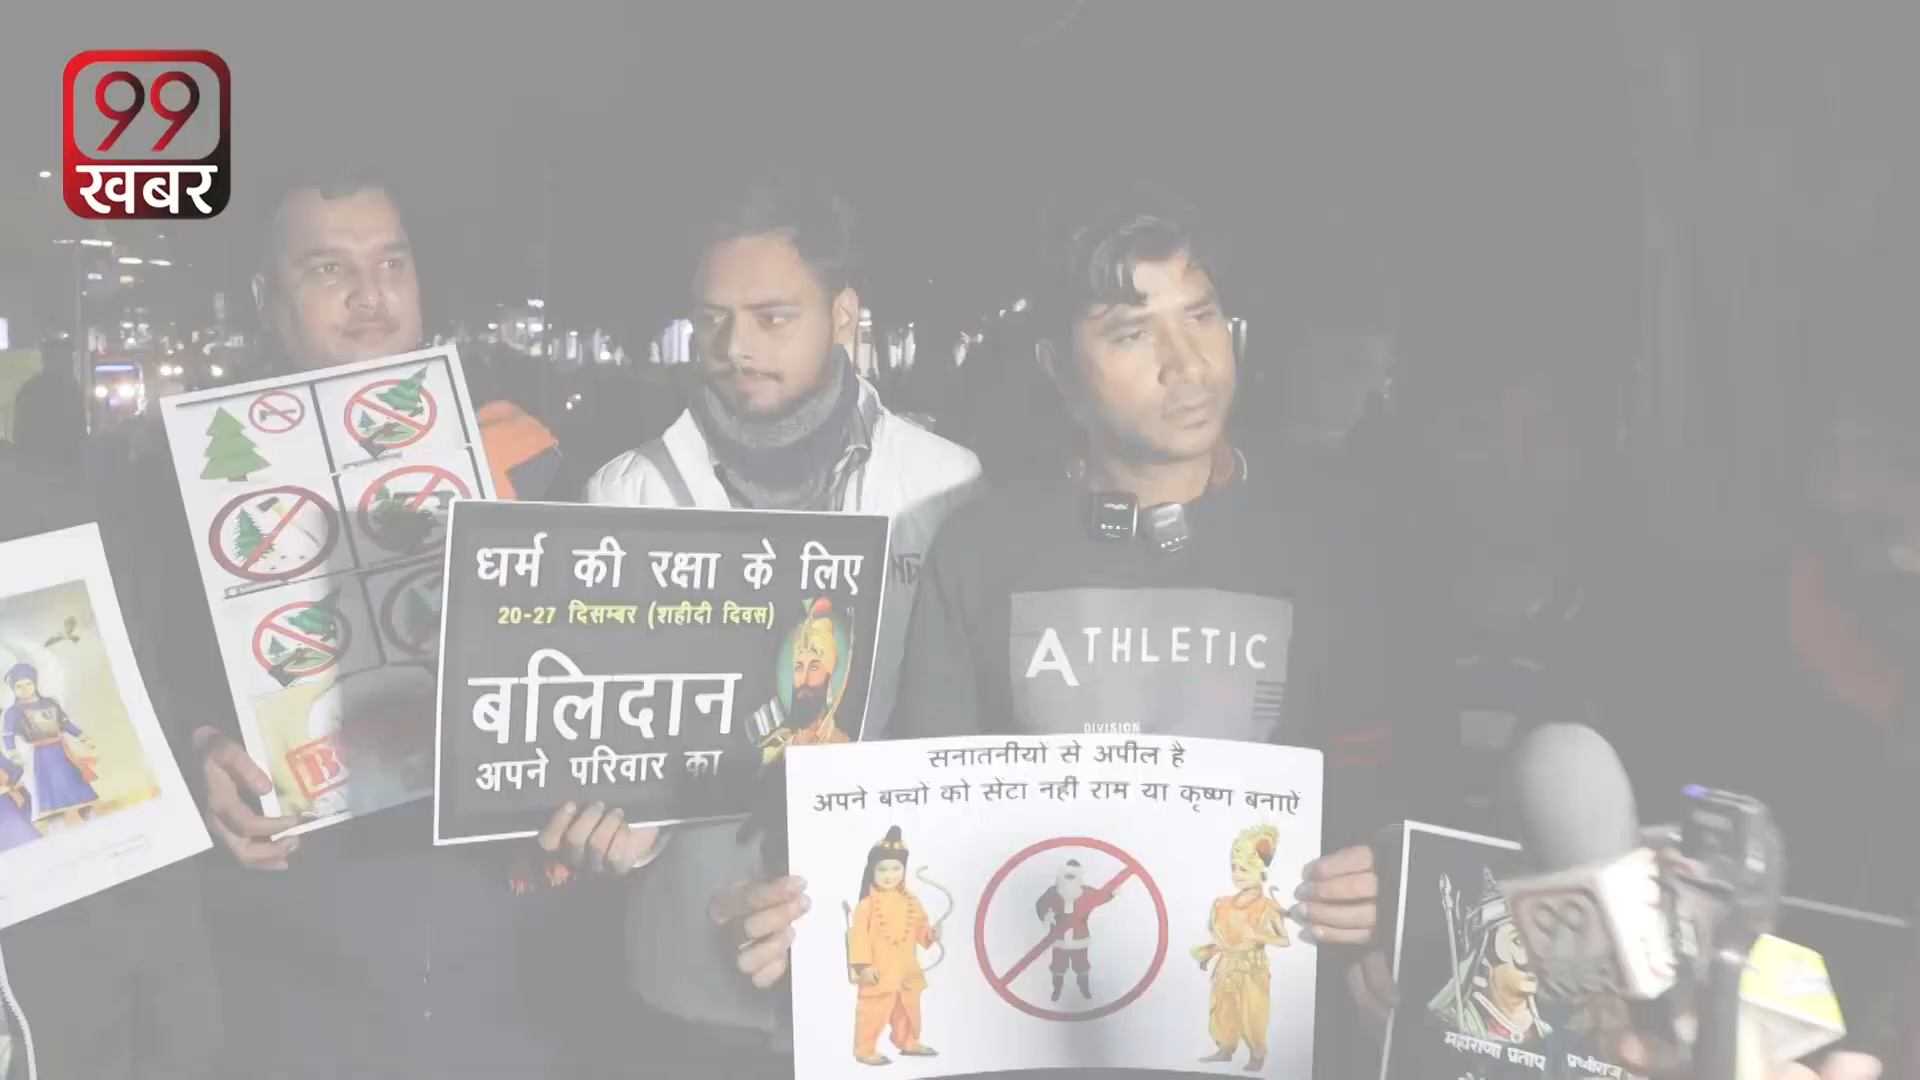 99
खबर
धर्म की रक्षा के लिए
20-27 दिसम्बर (शहीदी दिवस)
बलिदान
अपने परिवार का
ATHLETIC
DIVISION
सनातनीयों से अपील है
अपने बच्चों को सेंटा नही राम या कृष्ण बनाऐं
महाराणा प्रताप
पृथ्वीराज